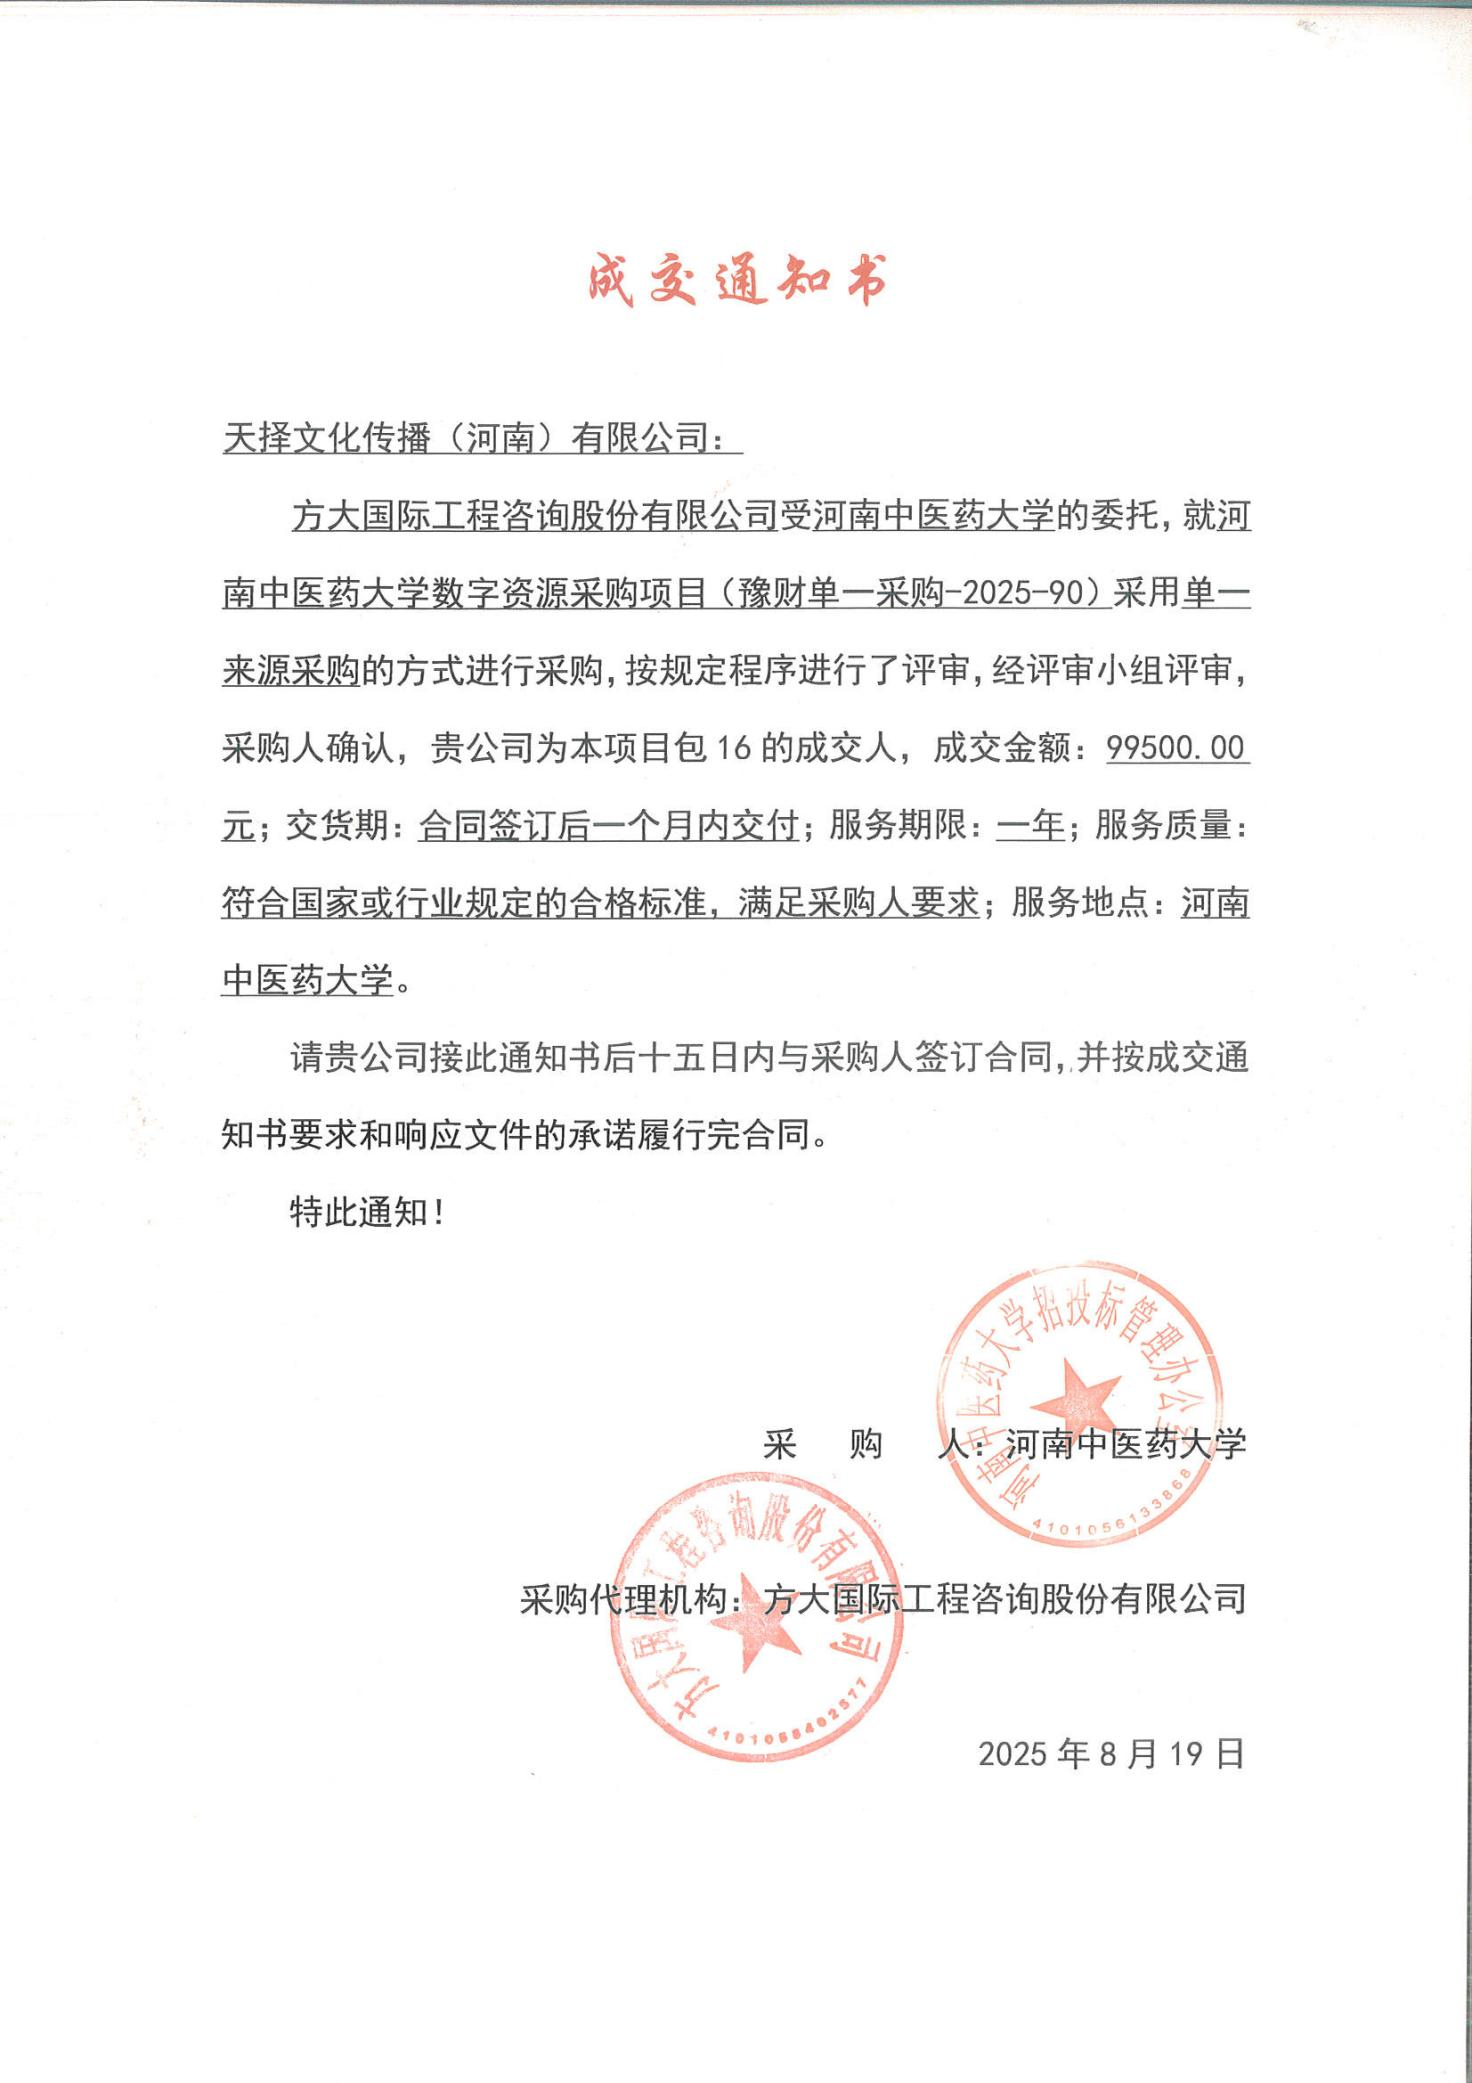 成交通知书
天择文化传播（河南）有限公司：
方大国际工程咨询股份有限公司受河南中医药大学的委托，就河
南中医药大学数字资源采购项目（豫财单一采购-2025-90）采用单一
来源采购的方式进行采购，按规定程序进行了评审，经评审小组评审，
采购人确认，贵公司为本项目包 16 的成交人，成交金额：99500.00
元；交货期：合同签订后一个月内交付；服务期限：一年；服务质量：
符合国家或行业规定的合格标准，满足采购人要求；服务地点：河南
中医药大学。
请贵公司接此通知书后十五日内与采购人签订合同，并按成交通
知书要求和响应文件的承诺履行完合同。
特此通知！
河南中医药大学招投标管理办公室
采 购 人：河南中医药大学
4101056133868
方大国际工程咨询股份有限公司
采购代理机构：方大国际工程咨询股份有限公司
2025 年 8 月 19 日